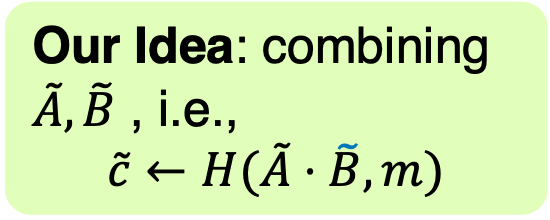 Our Idea: combining
Ã, B̃ , i.e.,
c̃ ← H(Ã · B̃, m)